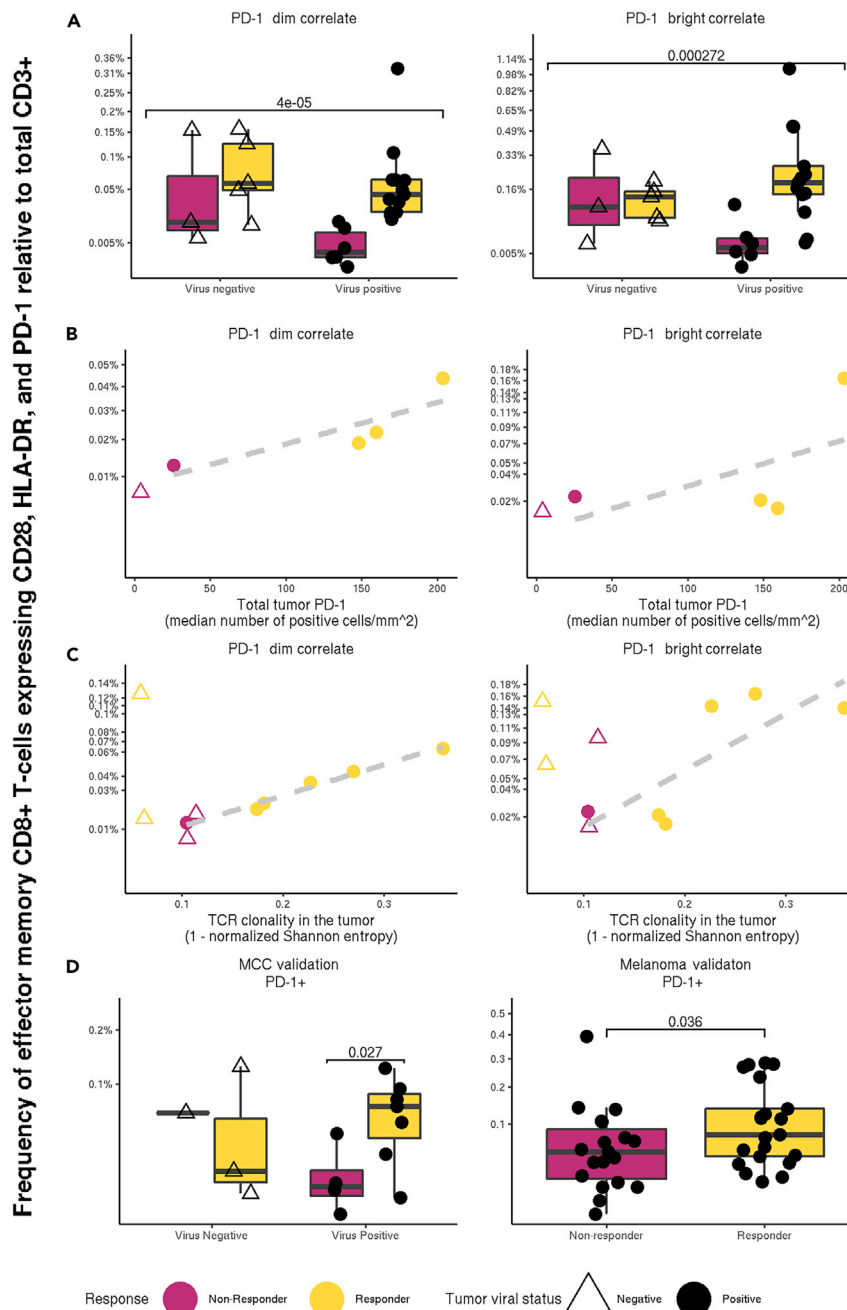 Frequency of effector memory CD8+ T-cells expressing CD28, HLA-DR, and PD-1 relative to total CD3+
A
PD-1 dim correlate
0.36%
0.31%
0.25%
0.2%
0.15%
0.1%
0.05%
0.005%
4e-05
Virus negative
Virus positive
PD-1 bright correlate
1.14%
0.98%
0.82%
0.65%
0.49%
0.33%
0.16%
0.005%
0.000272
Virus negative
Virus positive
B
PD-1 dim correlate
0.05%
0.04%
0.03%
0.02%
0.01%
0
50
100
150
200
Total tumor PD-1
(median number of positive cells/mm^2)
PD-1 bright correlate
0.18%
0.16%
0.14%
0.13%
0.11%
0.09%
0.07%
0.05%
0.04%
0.02%
0
50
100
150
200
Total tumor PD-1
(median number of positive cells/mm^2)
C
PD-1 dim correlate
0.14%
0.12%
0.1%
0.08%
0.07%
0.06%
0.04%
0.03%
0.01%
0.1
0.2
0.3
TCR clonality in the tumor
(1 - normalized Shannon entropy)
PD-1 bright correlate
0.18%
0.16%
0.14%
0.13%
0.11%
0.09%
0.07%
0.05%
0.04%
0.02%
0.1
0.2
0.3
TCR clonality in the tumor
(1 - normalized Shannon entropy)
D
MCC validation
PD-1+
0.2%
0.1%
0.027
Virus Negative
Virus Positive
Melanoma validaton
PD-1+
0.5
0.4
0.3
0.2
0.1
0.036
Non-responder
Responder
Response
Non-Responder
Responder
Tumor viral status
Negative
Positive